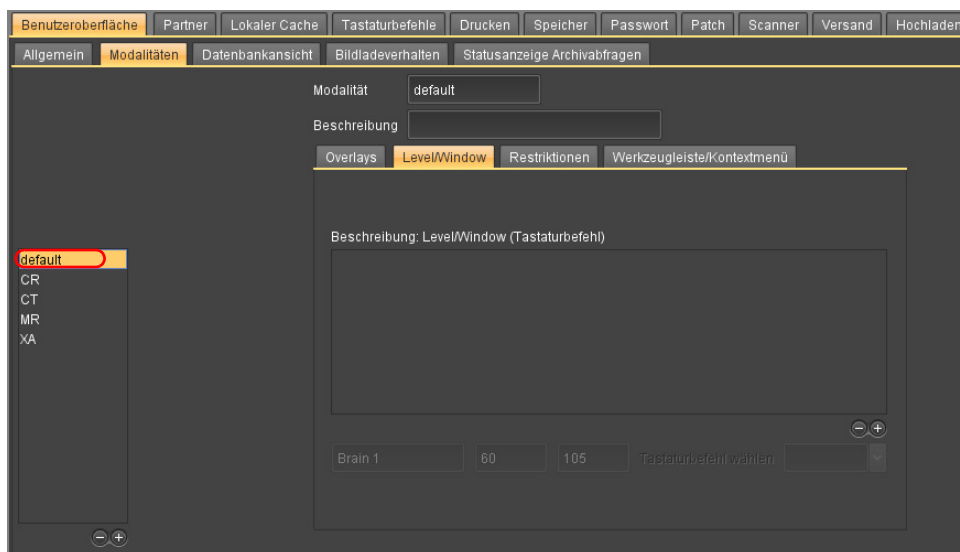 Benutzeroberfläche Partner Lokaler Cache Tastaturbefehle Drucken Speicher Passwort Patch Scanner Versand Hochladen
Allgemein Modalitäten Datenbankansicht Bildladeverhalten Statusanzeige Archivabfragen
Modalität default
Beschreibung
Overlays Level/Window Restriktionen Werkzeugleiste/Kontextmenü
Beschreibung: Level/Window (Tastaturbefehl)
default
CR
CT
MR
XA
Brain 1 60 105 Tastaturbefehl wählen